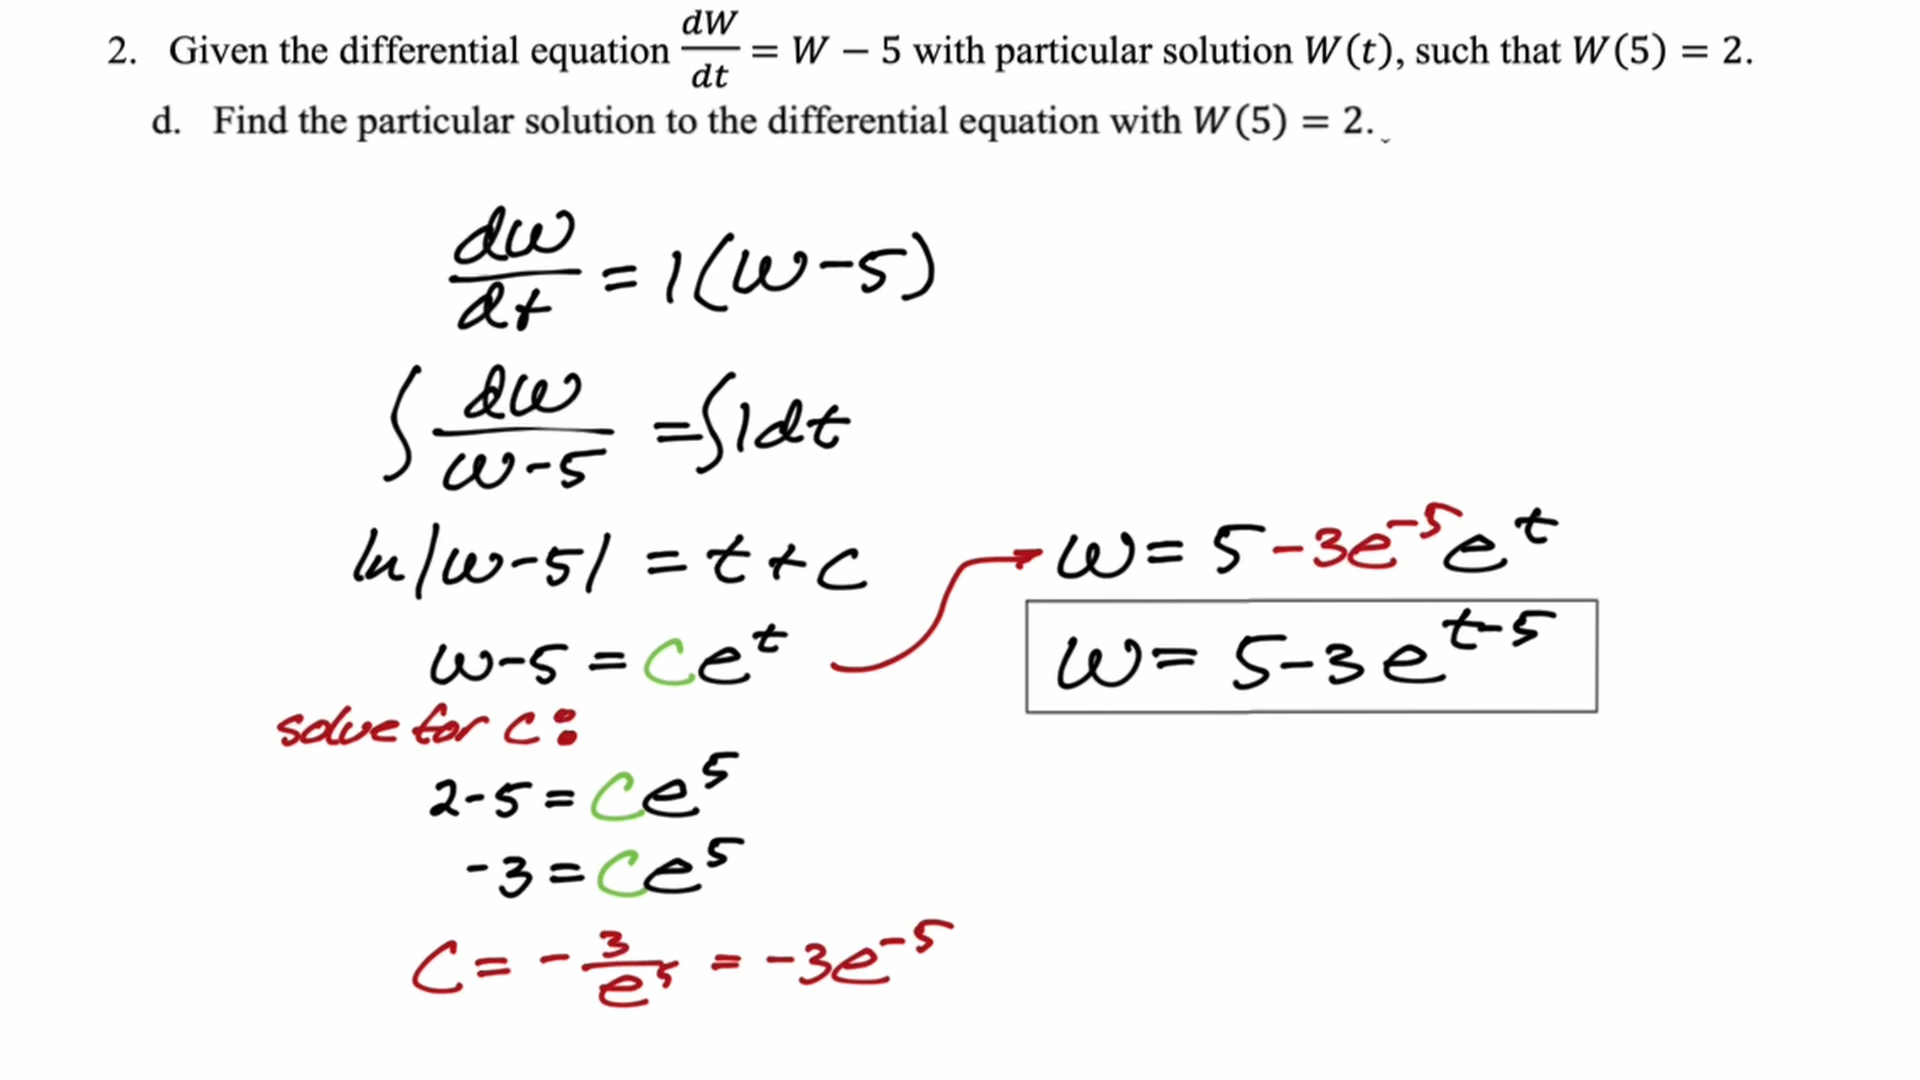 2. Given the differential equation dW/dt = W − 5 with particular solution W(t), such that W(5) = 2.
d. Find the particular solution to the differential equation with W(5) = 2.
dw/dt = 1(w-5)
∫ dw/(w-5) = ∫1dt
ln|w-5| = t+c
w-5 = Ce^t
solve for c:
2-5 = Ce^5
-3 = Ce^5
C = -3/e^5 = -3e^-5
w = 5-3e^-5 e^t
w = 5-3e^t-5